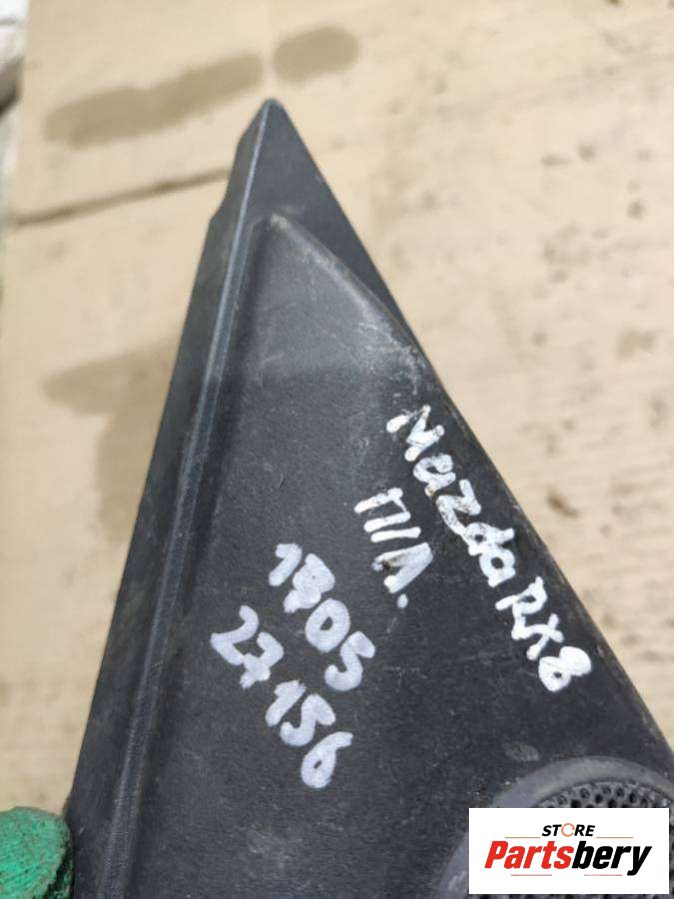 Mazda RX8
П/Л.
1805
27156
STORE
Partsbery